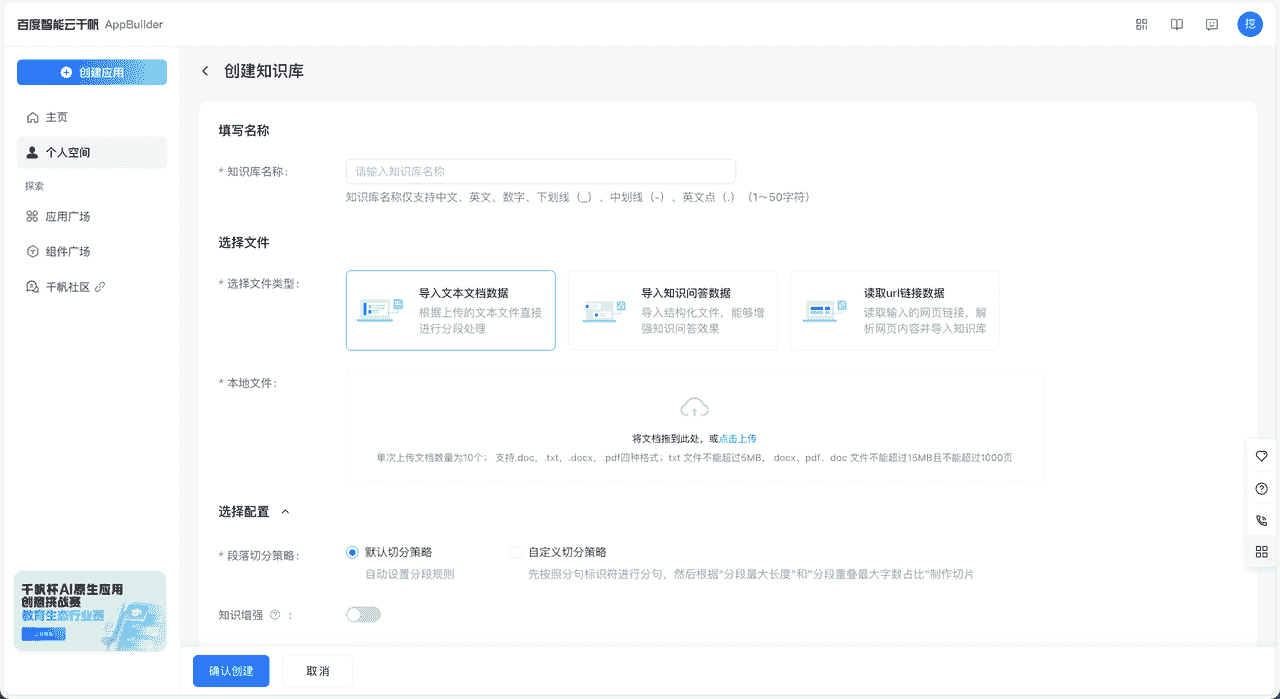 百度智能云千帆 AppBuilder
挖
创建应用
主页
个人空间
探索
应用广场
组件广场
千帆社区
千帆杯AI原生应用
创意挑战赛
教育生态行业赛
创建知识库
填写名称
* 知识库名称:
请输入知识库名称
知识库名称仅支持中文、英文、数字、下划线（_）、中划线（-）、英文点（.）（1～50字符）
选择文件
* 选择文件类型:
导入文本文档数据
根据上传的文本文件直接
进行分段处理
导入知识问答数据
导入结构化文件，能够增
强知识问答效果
读取url链接数据
读取输入的网页链接，解
析网页内容并导入知识库
* 本地文件:
将文档拖到此处，或点击上传
单次上传文档数量为10个； 支持.doc, .txt, .docx, .pdf四种格式; txt 文件不能超过5MB, docx、pdf、doc 文件不能超过15MB且不能超过1000页
选择配置
* 段落切分策略:
默认切分策略
自动设置分段规则
自定义切分策略
先按照分句标识符进行分句，然后根据"分段最大长度"和"分段重叠最大字数占比"制作切片
知识增强 :
确认创建
取消